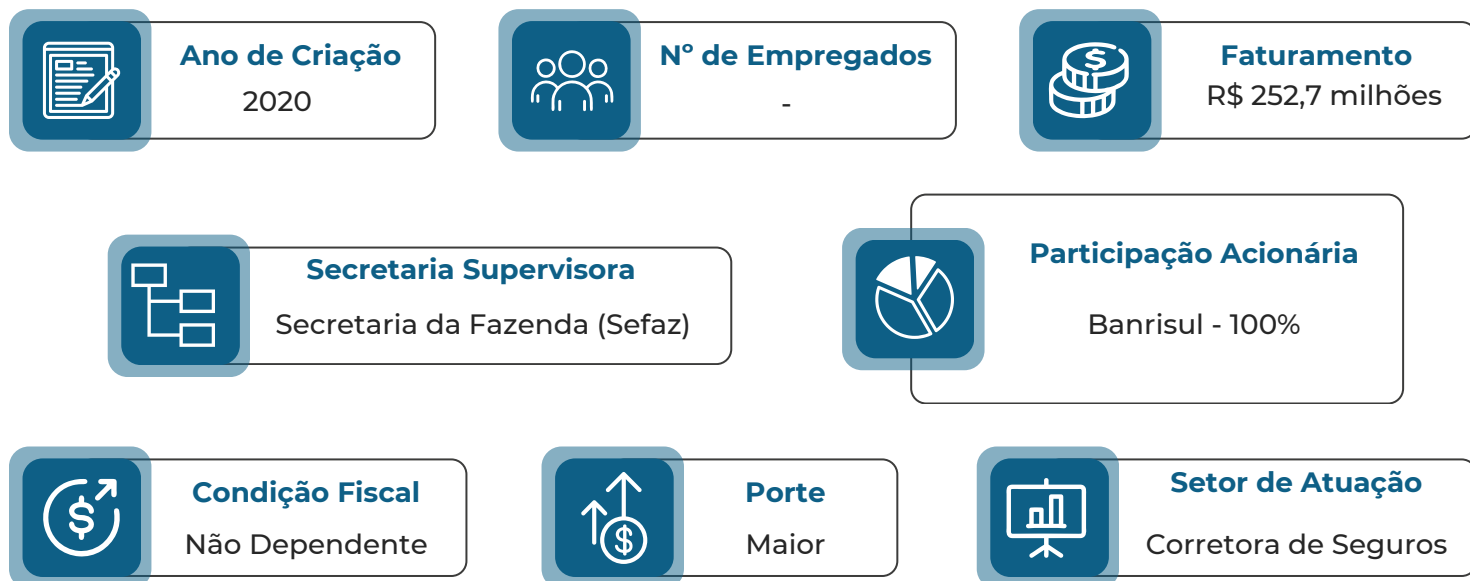 Ano de Criação
2020
Nº de Empregados
-
Faturamento
R$ 252,7 milhões
Secretaria Supervisora
Secretaria da Fazenda (Sefaz)
Participação Acionária
Banrisul - 100%
Condição Fiscal
Não Dependente
Porte
Maior
Setor de Atuação
Corretora de Seguros